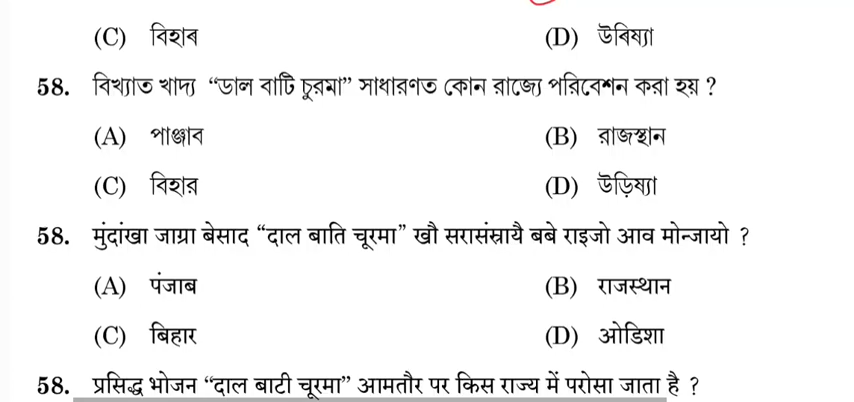 (C) বিহাৰ (D) উৰিষ্যা
58. বিখ্যাত খাদ্য “ডাল বাটি চুরমা” সাধারণত কোন রাজ্যে পরিবেশন করা হয় ?
(A) পাঞ্জাব (B) রাজস্থান
(C) বিহার (D) উড়িষ্যা
58. मुंदांखा जाग्रा बेसाद “दाल बाति चूरमा” खौ सरासंस्रायै बबे राइजो आव मोन्जायो ?
(A) पंजाब (B) राजस्थान
(C) बिहार (D) ओडिशा
58. प्रसिद्ध भोजन “दाल बाटी चूरमा” आमतौर पर किस राज्य में परोसा जाता है ?